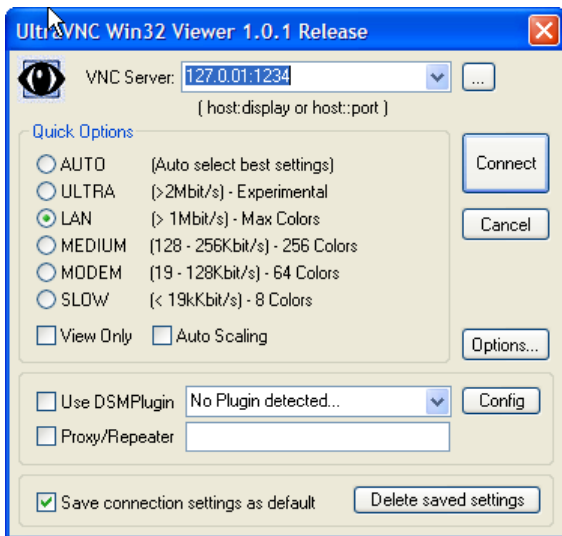 UltraVNC Win32 Viewer 1.0.1 Release
VNC Server: 127.0.01:1234 ...
( host:display or host::port )
Quick Options
AUTO (Auto select best settings)
ULTRA (>2Mbit/s) - Experimental
LAN (> 1Mbit/s) - Max Colors
MEDIUM (128 - 256Kbit/s) - 256 Colors
MODEM (19 - 128Kbit/s) - 64 Colors
SLOW (< 19kKbit/s) - 8 Colors
View Only Auto Scaling
Connect
Cancel
Options...
Use DSMPlugin No Plugin detected... Config
Proxy/Repeater
Save connection settings as default Delete saved settings